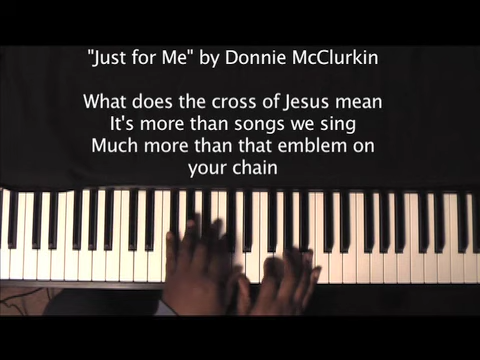 "Just for Me" by Donnie McClurkin
What does the cross of Jesus mean
It's more than songs we sing
Much more than that emblem on
your chain